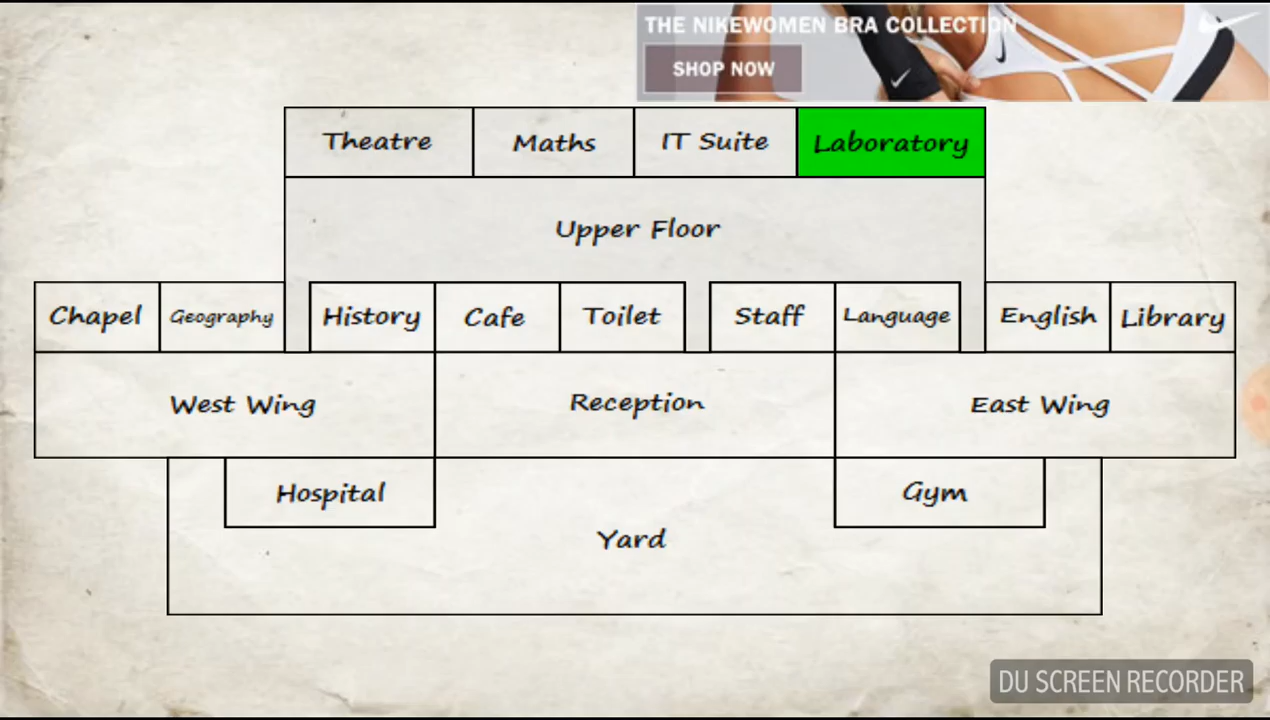 THE NIKEWOMEN BRA COLLECTION
SHOP NOW
Theatre
Maths
IT Suite
Laboratory
Upper Floor
Chapel
Geography
History
Cafe
Toilet
Staff
Language
English
Library
West Wing
Reception
East Wing
Hospital
Gym
Yard
DU SCREEN RECORDER